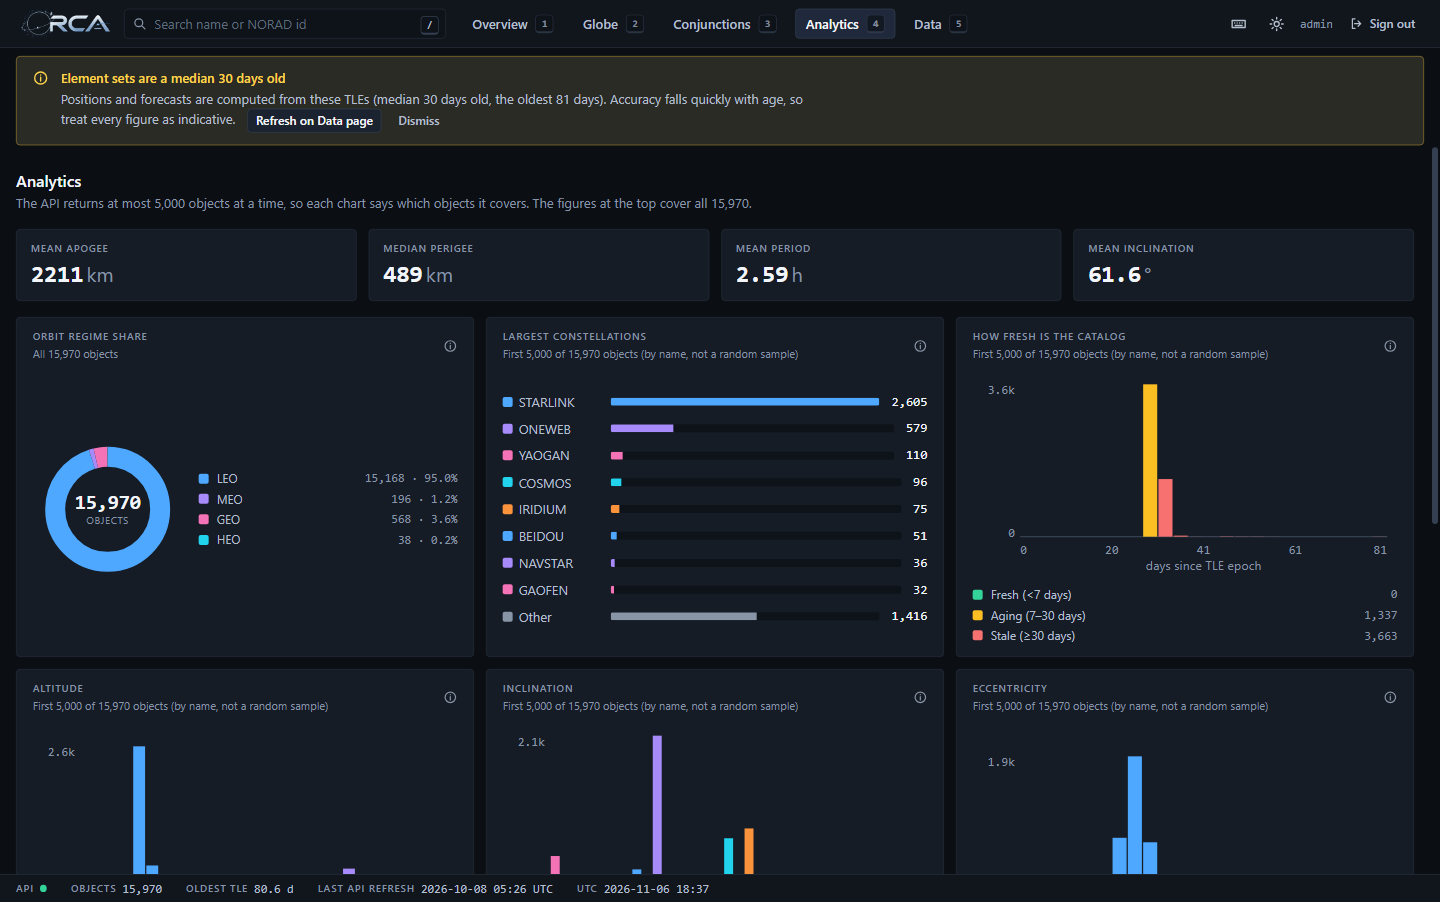 ORCA
Search name or NORAD id /
Overview 1
Globe 2
Conjunctions 3
Analytics 4
Data 5
admin
Sign out
Element sets are a median 30 days old
Positions and forecasts are computed from these TLEs (median 30 days old, the oldest 81 days). Accuracy falls quickly with age, so
treat every figure as indicative. Refresh on Data page Dismiss
Analytics
The API returns at most 5,000 objects at a time, so each chart says which objects it covers. The figures at the top cover all 15,970.
MEAN APOGEE
2211 km
MEDIAN PERIGEE
489 km
MEAN PERIOD
2.59 h
MEAN INCLINATION
61.6 °
ORBIT REGIME SHARE
All 15,970 objects
15,970
OBJECTS
LEO 15,168 · 95.0%
MEO 196 · 1.2%
GEO 568 · 3.6%
HEO 38 · 0.2%
LARGEST CONSTELLATIONS
First 5,000 of 15,970 objects (by name, not a random sample)
STARLINK 2,605
ONEWEB 579
YAOGAN 110
COSMOS 96
IRIDIUM 75
BEIDOU 51
NAVSTAR 36
GAOFEN 32
Other 1,416
HOW FRESH IS THE CATALOG
First 5,000 of 15,970 objects (by name, not a random sample)
3.6k
0
0 20 41 61 81
days since TLE epoch
Fresh (<7 days) 0
Aging (7–30 days) 1,337
Stale (≥30 days) 3,663
ALTITUDE
First 5,000 of 15,970 objects (by name, not a random sample)
2.6k
INCLINATION
First 5,000 of 15,970 objects (by name, not a random sample)
2.1k
ECCENTRICITY
First 5,000 of 15,970 objects (by name, not a random sample)
1.9k
API OBJECTS 15,970 OLDEST TLE 80.6 d LAST API REFRESH 2026-10-08 05:26 UTC UTC 2026-11-06 18:37